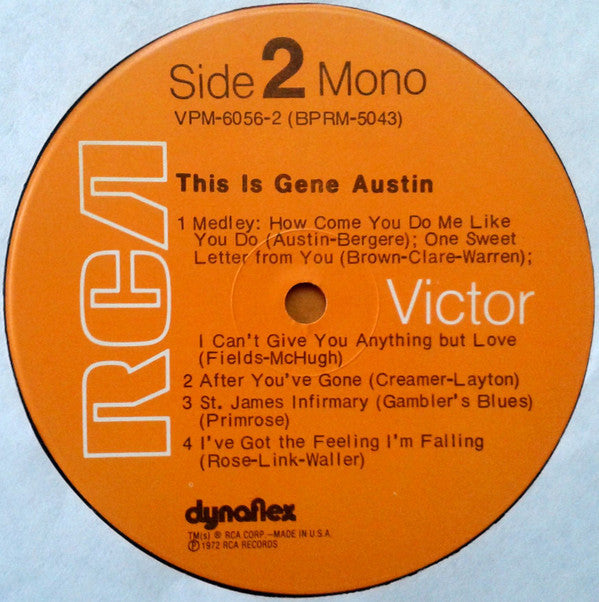 Side 2 Mono
VPM-6056-2 (BPRM-5043)
RCA
This Is Gene Austin
1 Medley: How Come You Do Me Like
You Do (Austin-Bergere); One Sweet
Letter from You (Brown-Clare-Warren);
Victor
I Can't Give You Anything but Love
(Fields-McHugh)
2 After You've Gone (Creamer-Layton)
3 St. James Infirmary (Gambler's Blues)
(Primrose)
4 I've Got the Feeling I'm Falling
(Rose-Link-Waller)
dynaflex
TM(s) ® RCA CORP.—MADE IN U.S.A.
℗ 1972 RCA RECORDS